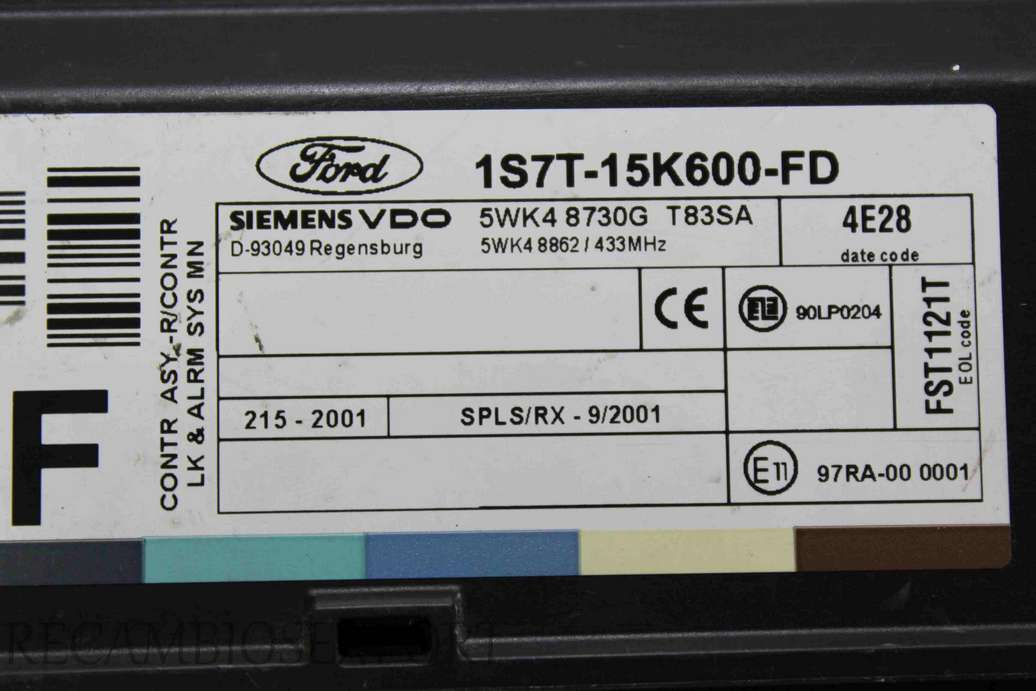 Ford
1S7T-15K600-FD
SIEMENS VDO
D-93049 Regensburg
5WK4 8730G T83SA
5WK4 8862 / 433MHz
4E28
date code
CE
90LP0204
FST1121T
EOL code
215 - 2001
SPLS/RX - 9/2001
E11
97RA-00 0001
F
CONTR ASY.-R/CONTR
LK & ALRM SYS MN